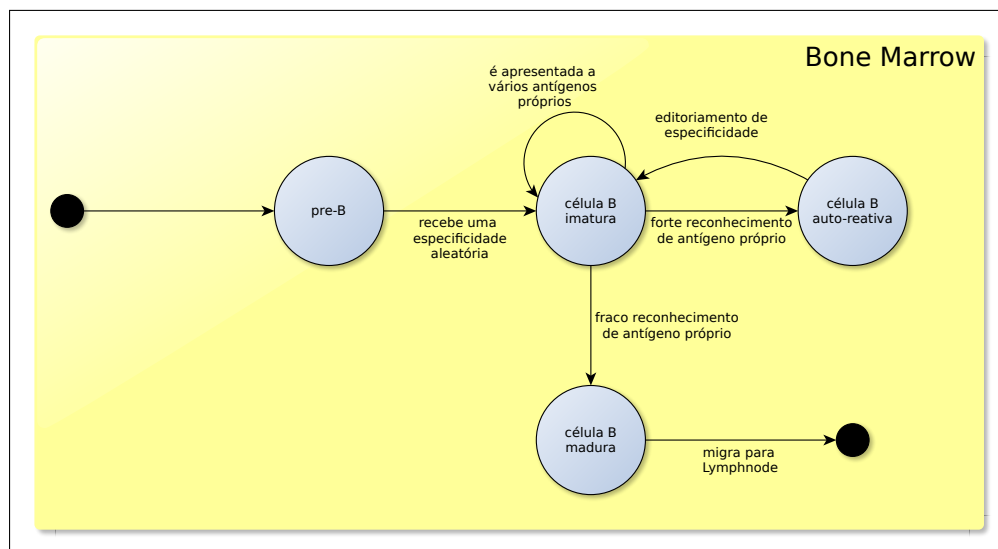 Bone Marrow
é apresentada a
vários antígenos
próprios
editoriamento de
especificidade
pre-B
recebe uma
especificidade
aleatória
célula B
imatura
forte reconhecimento
de antígeno próprio
célula B
auto-reativa
fraco reconhecimento
de antígeno próprio
célula B
madura
migra para
Lymphnode